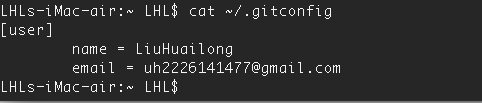 LHLs-iMac-air:~ LHL$ cat ~/.gitconfig
[user]
name = LiuHuailong
email = uh2226141477@gmail.com
LHLs-iMac-air:~ LHL$